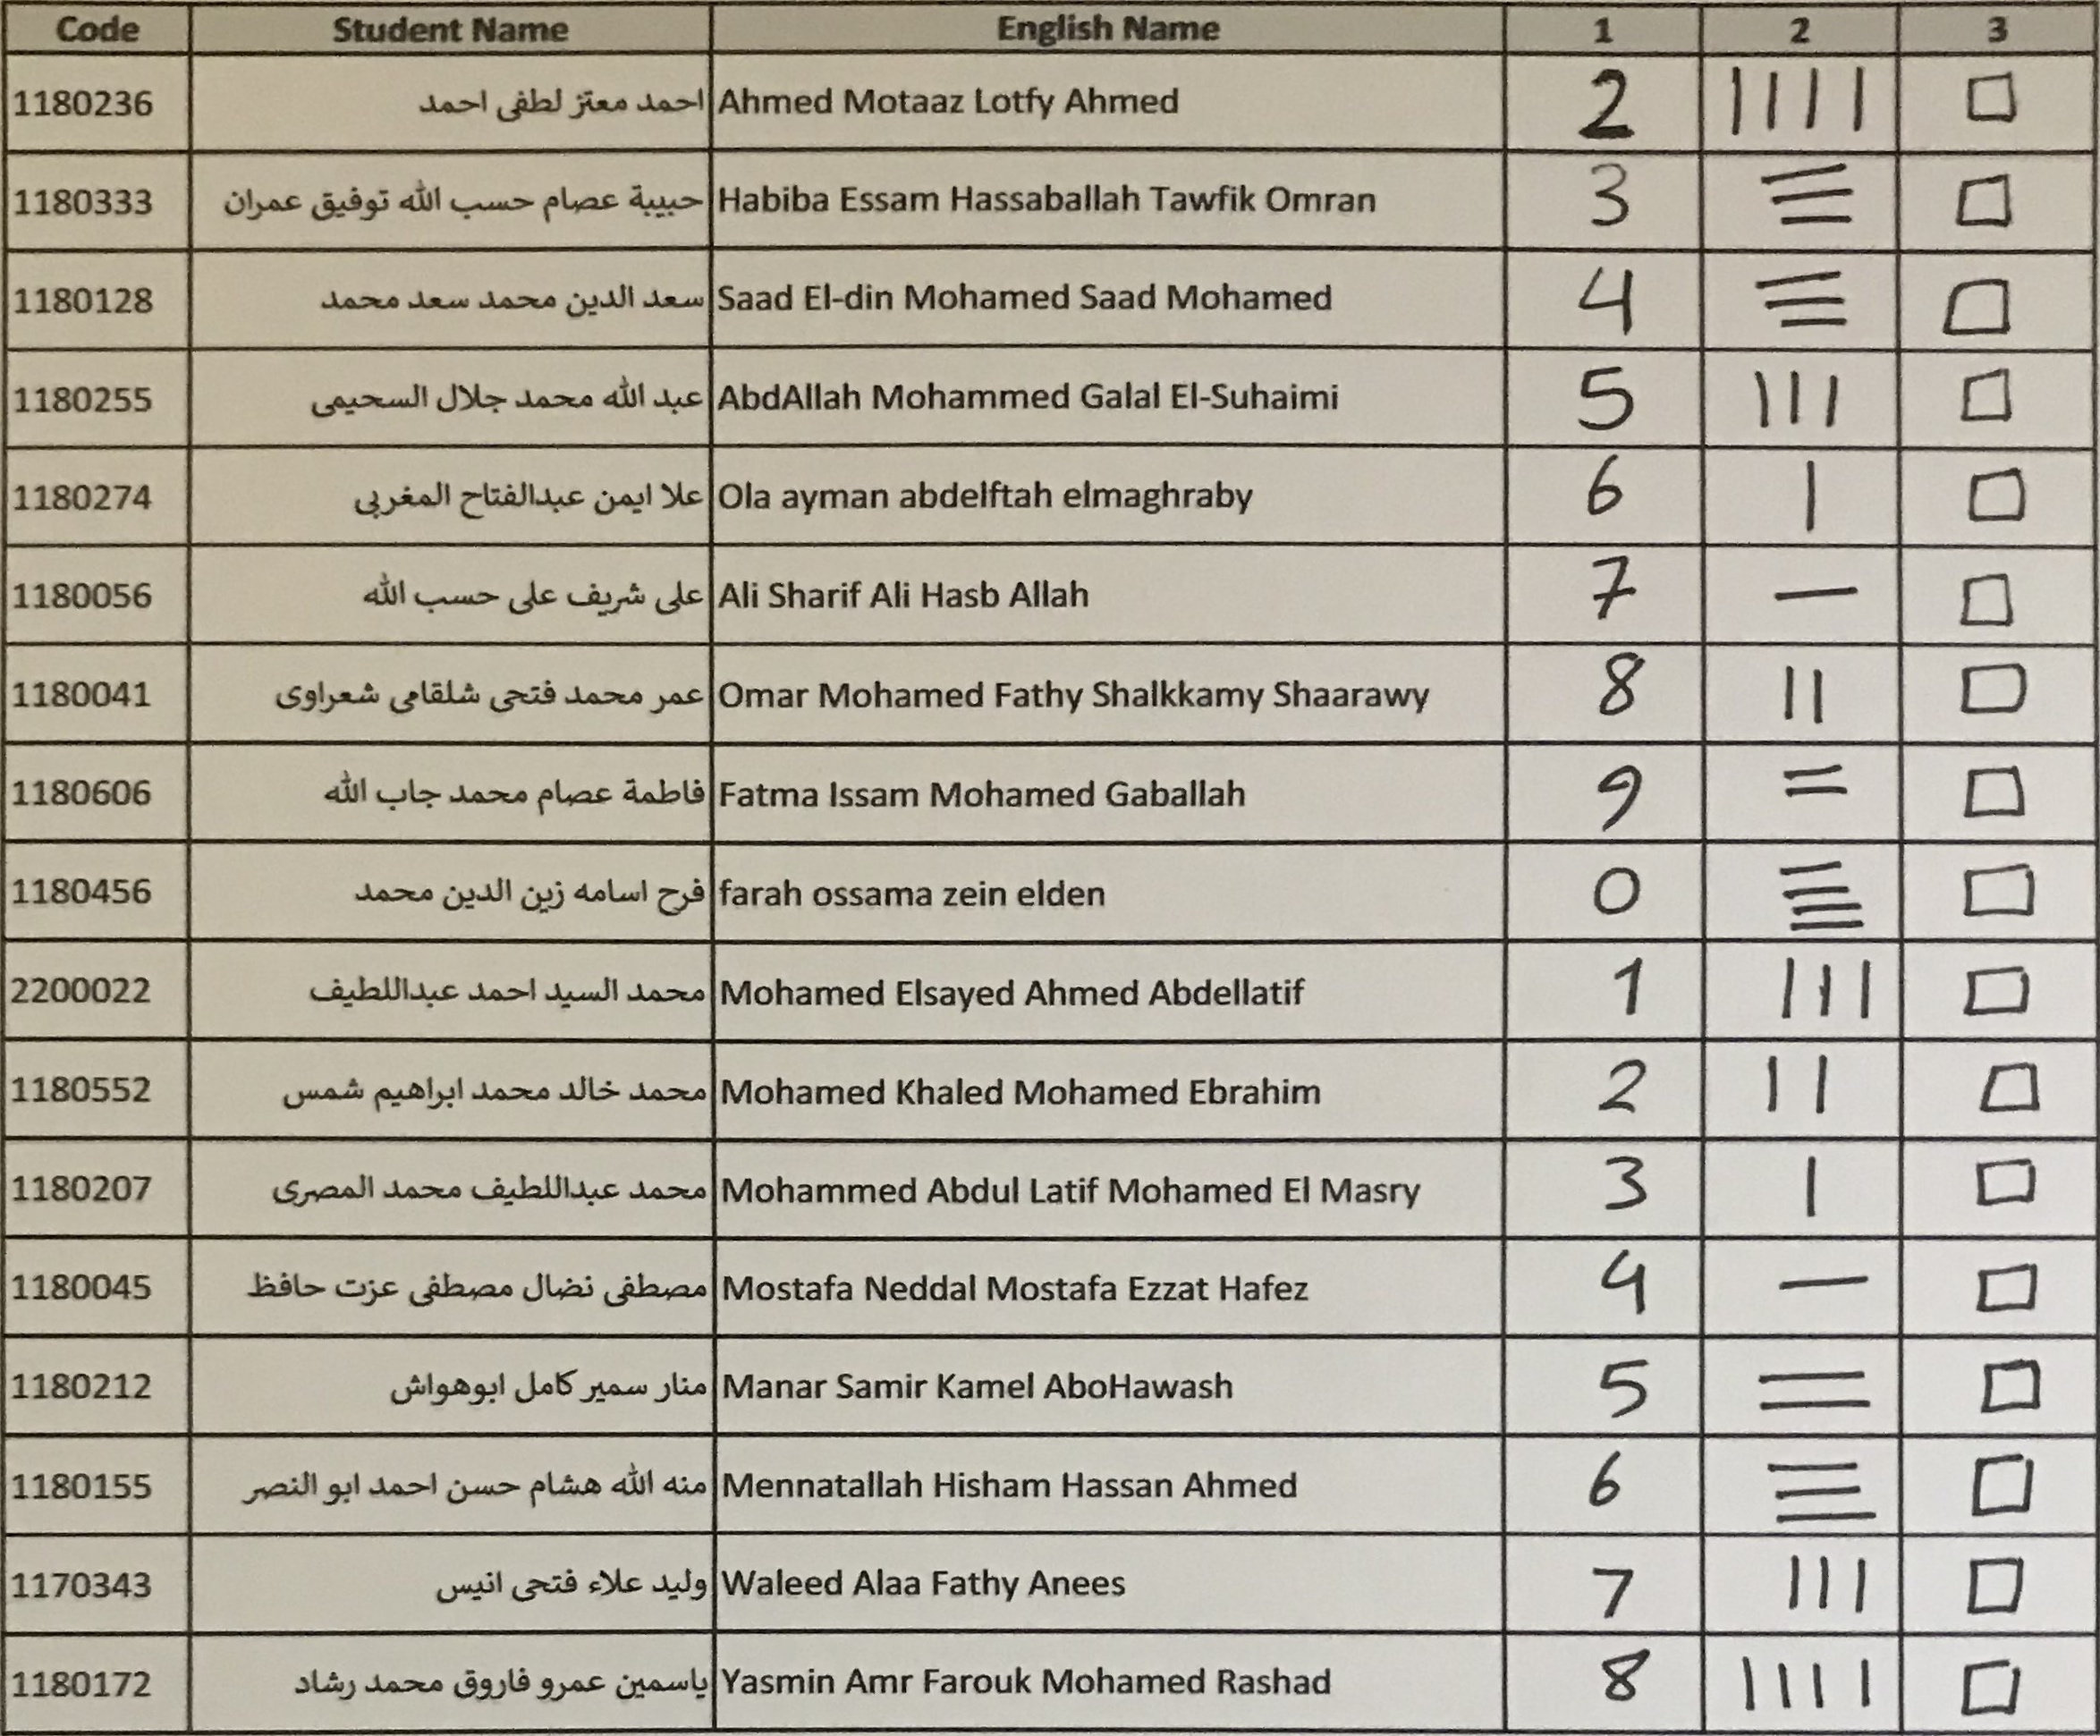 Code Student Name English Name 1 2 3
1180236 احمد معتز لطفى احمد Ahmed Motaaz Lotfy Ahmed 2 | | | | □
1180333 حبيبة عصام حسب الله توفيق عمران Habiba Essam Hassaballah Tawfik Omran 3 ☰ □
1180128 سعد الدين محمد سعد محمد Saad El-din Mohamed Saad Mohamed 4 ☰ □
1180255 عبد الله محمد جلال السحيمى AbdAllah Mohammed Galal El-Suhaimi 5 | | | □
1180274 علا ايمن عبدالفتاح المغربى Ola ayman abdelftah elmaghraby 6 | □
1180056 على شريف على حسب الله Ali Sharif Ali Hasb Allah 7 — □
1180041 عمر محمد فتحى شلقامى شعراوى Omar Mohamed Fathy Shalkkamy Shaarawy 8 | | □
1180606 فاطمة عصام محمد جاب الله Fatma Issam Mohamed Gaballah 9 = □
1180456 فرح اسامه زين الدين محمد farah ossama zein elden 0 ≣ □
2200022 محمد السيد احمد عبداللطيف Mohamed Elsayed Ahmed Abdellatif 1 | | | □
1180552 محمد خالد محمد ابراهيم شمس Mohamed Khaled Mohamed Ebrahim 2 | | □
1180207 محمد عبداللطيف محمد المصرى Mohammed Abdul Latif Mohamed El Masry 3 | □
1180045 مصطفى نضال مصطفى عزت حافظ Mostafa Neddal Mostafa Ezzat Hafez 4 — □
1180212 منار سمير كامل ابوهواش Manar Samir Kamel AboHawash 5 = □
1180155 منه الله هشام حسن احمد ابو النصر Mennatallah Hisham Hassan Ahmed 6 ☰ □
1170343 وليد علاء فتحى انيس Waleed Alaa Fathy Anees 7 | | | □
1180172 ياسمين عمرو فاروق محمد رشاد Yasmin Amr Farouk Mohamed Rashad 8 | | | | □